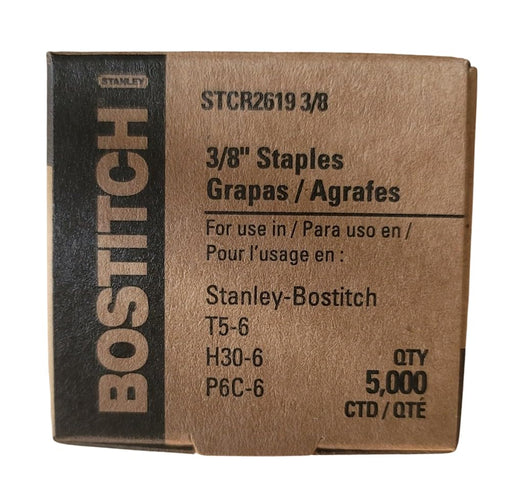 STANLEY
BOSTITCH
STCR2619 3/8
3/8" Staples
Grapas / Agrafes
For use in / Para uso en /
Pour l'usage en :
Stanley-Bostitch
T5-6
H30-6
P6C-6
QTY
5,000
CTD / QTÉ